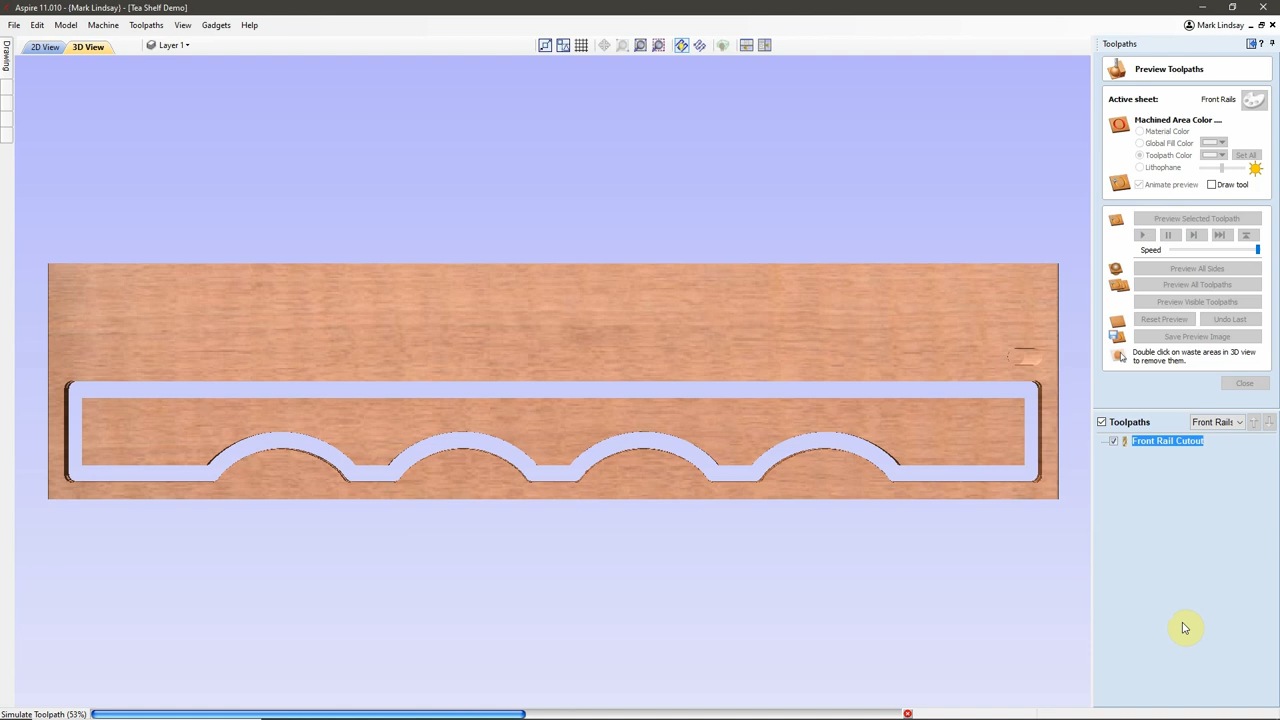 Aspire 11.010 - Mark Lindsay - [Tea Shelf Demo]
File Edit Model Machine Toolpaths View Gadgets Help
Mark Lindsay
Drawing
2D View 3D View Layer 1
Toolpaths
Preview Toolpaths
Active sheet: Front Rails
Machined Area Color ....
Material Color
Global Fill Color
Toolpath Color Set All
Lithophane
Animate preview Draw tool
Preview Selected Toolpath
Speed
Preview All Sides
Preview All Toolpaths
Preview Visible Toolpaths
Reset Preview Undo Last
Save Preview Image
Double click on waste areas in 3D view
to remove them.
Close
Toolpaths Front Rails
Front Rail Cutout
Simulate Toolpath (53%)